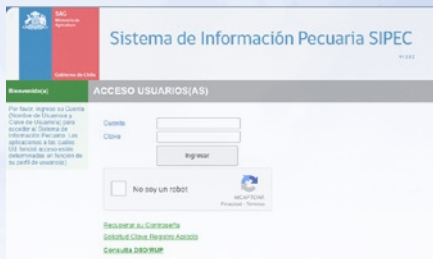 SAG
Ministerio de
Agricultura
Gobierno de Chile
Sistema de Información Pecuaria SIPEC
Bienvenido(a)
ACCESO USUARIOS(AS)
Por favor, ingrese su Cuenta
(Nombre de Usuario/a y
Clave de Usuario/a) para
acceder al Sistema de
Información Pecuaria. Las
aplicaciones a las cuales
Ud. tendrá acceso están
determinadas en función de
su perfil de usuario(a)
Cuenta
Clave
Ingresar
No soy un robot
reCAPTCHA
Privacidad - Términos
Recuperar su Contraseña
Solicitud Clave Registro Apícola
Consulta DIIO/RUP